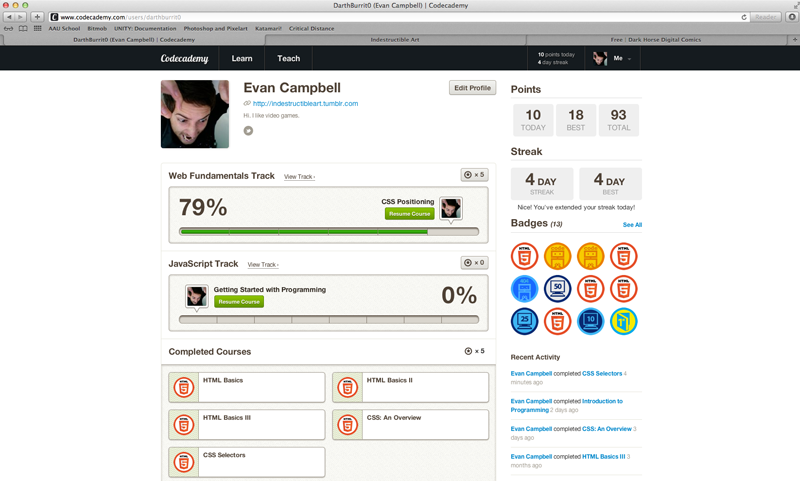 DarthBurrit0 (Evan Campbell) | Codecademy
www.codecademy.com/users/darthburrit0
Reader
AAU School Bitmob UNITY: Documentation Photoshop and Pixelart Katamari! Critical Distance
DarthBurrit0 (Evan Campbell) | Codecademy
Indestructible Art
Free | Dark Horse Digital Comics
Codecademy
Learn
Teach
10 points today
4 day streak
Me
Evan Campbell
Edit Profile
http://indestructibleart.tumblr.com
Hi. I like video games.
Web Fundamentals Track View Track ›
× 5
79%
CSS Positioning
Resume Course
JavaScript Track View Track ›
× 0
Getting Started with Programming
Resume Course
0%
Completed Courses
× 5
HTML Basics
HTML Basics II
HTML Basics III
CSS: An Overview
CSS Selectors
Points
10
TODAY
18
BEST
93
TOTAL
Streak
4 DAY
STREAK
4 DAY
BEST
Nice! You've extended your streak today!
Badges (13)
See All
HTML
5
code
code
HTML
5
50
HTML
5
HTML
5
25
HTML
5
10
Recent Activity
Evan Campbell completed CSS Selectors 4
minutes ago
Evan Campbell completed Introduction to
Programming 2 days ago
Evan Campbell completed CSS: An Overview 3
days ago
Evan Campbell completed HTML Basics III 3
months ago